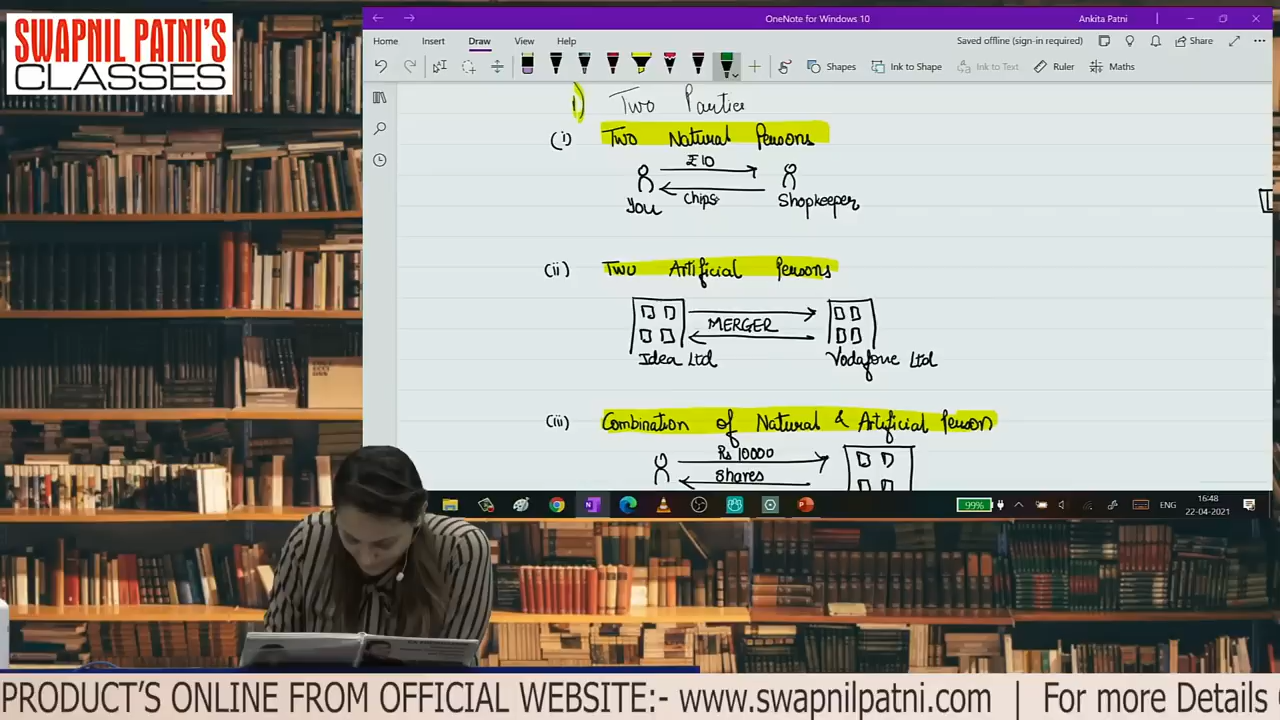 SWAPNIL PATNI'S
CLASSES
OneNote for Windows 10
Ankita Patni
Home
Insert
Draw
View
Help
Saved offline (sign-in required)
Share
Shapes
Ink to Shape
Ink to Text
Ruler
Maths
1) Two Parties
(i) Two Natural Persons
₹10
chips
You
Shopkeeper
(ii) Two Artificial Persons
MERGER
Idea Ltd
Vodafone Ltd
(iii) Combination of Natural & Artificial Person
Rs 10000
shares
99%
ENG
16:48
22-04-2021
PRODUCT'S ONLINE FROM OFFICIAL WEBSITE:- www.swapnilpatni.com | For more Details